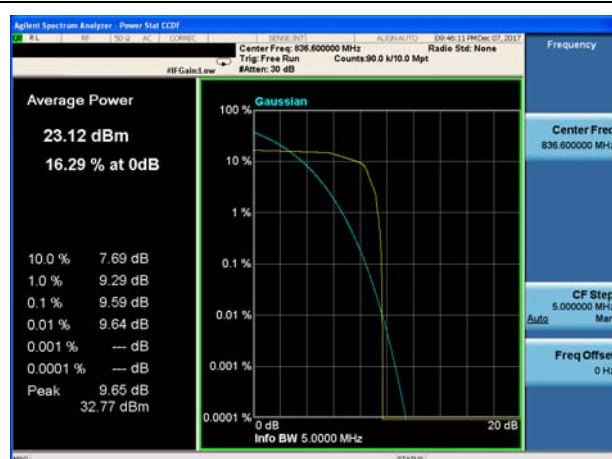 Agilent Spectrum Analyzer - Power Stat CCDF
RL RF 50 Ω AC CORREC SENSE:INT ALIGN AUTO 09:46:11 PM Dec 07, 2017
Center Freq: 836.600000 MHz Radio Std: None
Trig: Free Run Counts:90.0 k/10.0 Mpt
#IFGain:Low #Atten: 30 dB
Frequency
Average Power
23.12 dBm
16.29 % at 0dB
10.0 % 7.69 dB
1.0 % 9.29 dB
0.1 % 9.59 dB
0.01 % 9.64 dB
0.001 % --- dB
0.0001 % --- dB
Peak 9.65 dB
32.77 dBm
Gaussian
100 %
10 %
1 %
0.1 %
0.01 %
0.001 %
0.0001 %
0 dB 20 dB
Info BW 5.0000 MHz
Center Freq
836.600000 MHz
CF Step
5.000000 MHz
Auto Man
Freq Offset
0 Hz
MSG STATUS